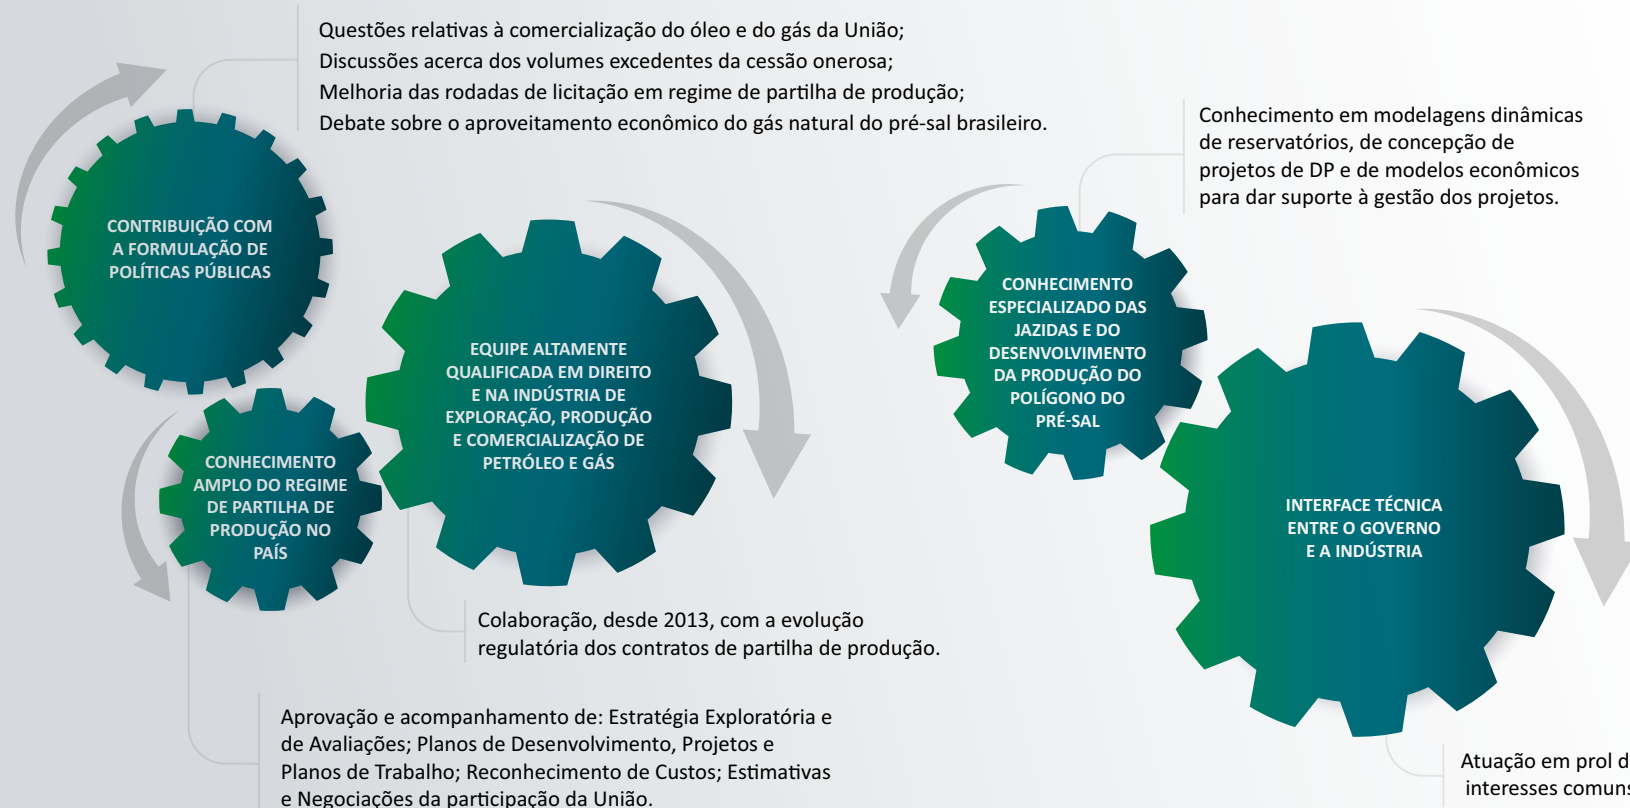 Questões relativas à comercialização do óleo e do gás da União;
Discussões acerca dos volumes excedentes da cessão onerosa;
Melhoria das rodadas de licitação em regime de partilha de produção;
Debate sobre o aproveitamento econômico do gás natural do pré-sal brasileiro.
CONTRIBUIÇÃO COM
A FORMULAÇÃO DE
POLÍTICAS PÚBLICAS
EQUIPE ALTAMENTE
QUALIFICADA EM DIREITO
E NA INDÚSTRIA DE
EXPLORAÇÃO, PRODUÇÃO
E COMERCIALIZAÇÃO DE
PETRÓLEO E GÁS
CONHECIMENTO
AMPLO DO REGIME
DE PARTILHA DE
PRODUÇÃO NO
PAÍS
Colaboração, desde 2013, com a evolução
regulatória dos contratos de partilha de produção.
Aprovação e acompanhamento de: Estratégia Exploratória e
de Avaliações; Planos de Desenvolvimento, Projetos e
Planos de Trabalho; Reconhecimento de Custos; Estimativas
e Negociações da participação da União.
Conhecimento em modelagens dinâmicas
de reservatórios, de concepção de
projetos de DP e de modelos econômicos
para dar suporte à gestão dos projetos.
CONHECIMENTO
ESPECIALIZADO DAS
JAZIDAS E DO
DESENVOLVIMENTO
DA PRODUÇÃO DO
POLÍGONO DO
PRÉ-SAL
INTERFACE TÉCNICA
ENTRE O GOVERNO
E A INDÚSTRIA
Atuação em prol
interesses comuns